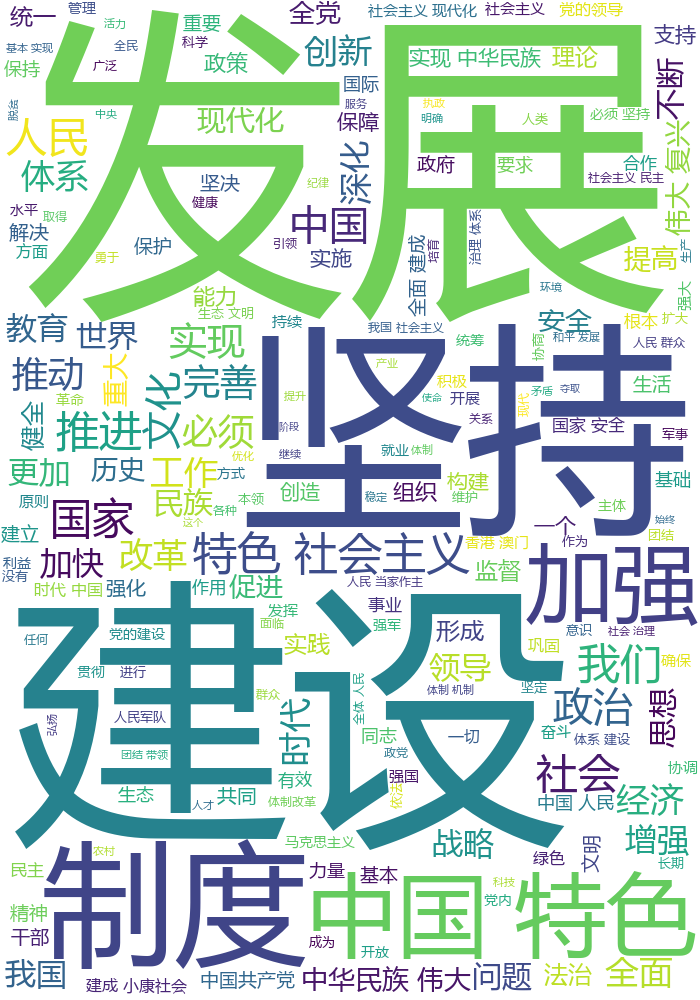 统一
管理
活力
重要
全党
社会主义 现代化
社会主义
党的领导
基本 实现
全民
科学
创新
实现 中华民族
理论
支持
保持
广泛
政策
国际
不断
发展
脱贫
中央
现代化
服务
执政
明确
人类
必须 坚持
人民
保障
复兴
体系
坚决
深化
政府
要求
合作
纪律
社会主义 民主
伟大
水平
取得
健康
中国
治理 体系
培育
生产
解决
方面
勇于
保护
引领
实施
全面 建成
提高
能力
环境
强大
生态 文明
教育
世界
实现
持续
我国 社会主义
安全
根本
扩大
统筹
协商
和平 发展
人民 群众
推动
重大
文化
完善
产业
积极
开展
矛盾
夺取
生活
革命
提升
使命
现代
坚持
健全
推进
必须
阶段
关系
国家 安全
军事
更加
历史
工作
优化
继续
就业
体制
方式
构建
基础
原则
国家
民族
本领
创造
稳定
组织
维护
主体
建立
各种
这个
一个
始终
团结
利益
没有
加快
改革
特色 社会主义
香港 澳门
作为
加强
监督
时代 中国
强化
作用
促进
人民 当家作主
发挥
事业
任何
党的建设
面临
强军
形成
意识
社会 治理
建设
实践
领导
巩固
我们
确保
贯彻
进行
群众
体制 机制
坚定
弘扬
人民军队
时代
全体 人民
政治
思想
同志
一切
奋斗
体系 建设
团结 带领
政党
生态
共同
有效
强国
社会
协调
人才
体制改革
依法
中国 人民
经济
马克思主义
战略
增强
制度
农村
绿色
文明
长期
民主
力量
基本
中国 特色
科技
党内
精神
干部
成为
开放
我国
建成 小康社会
中国共产党
中华民族 伟大
问题
法治
全面